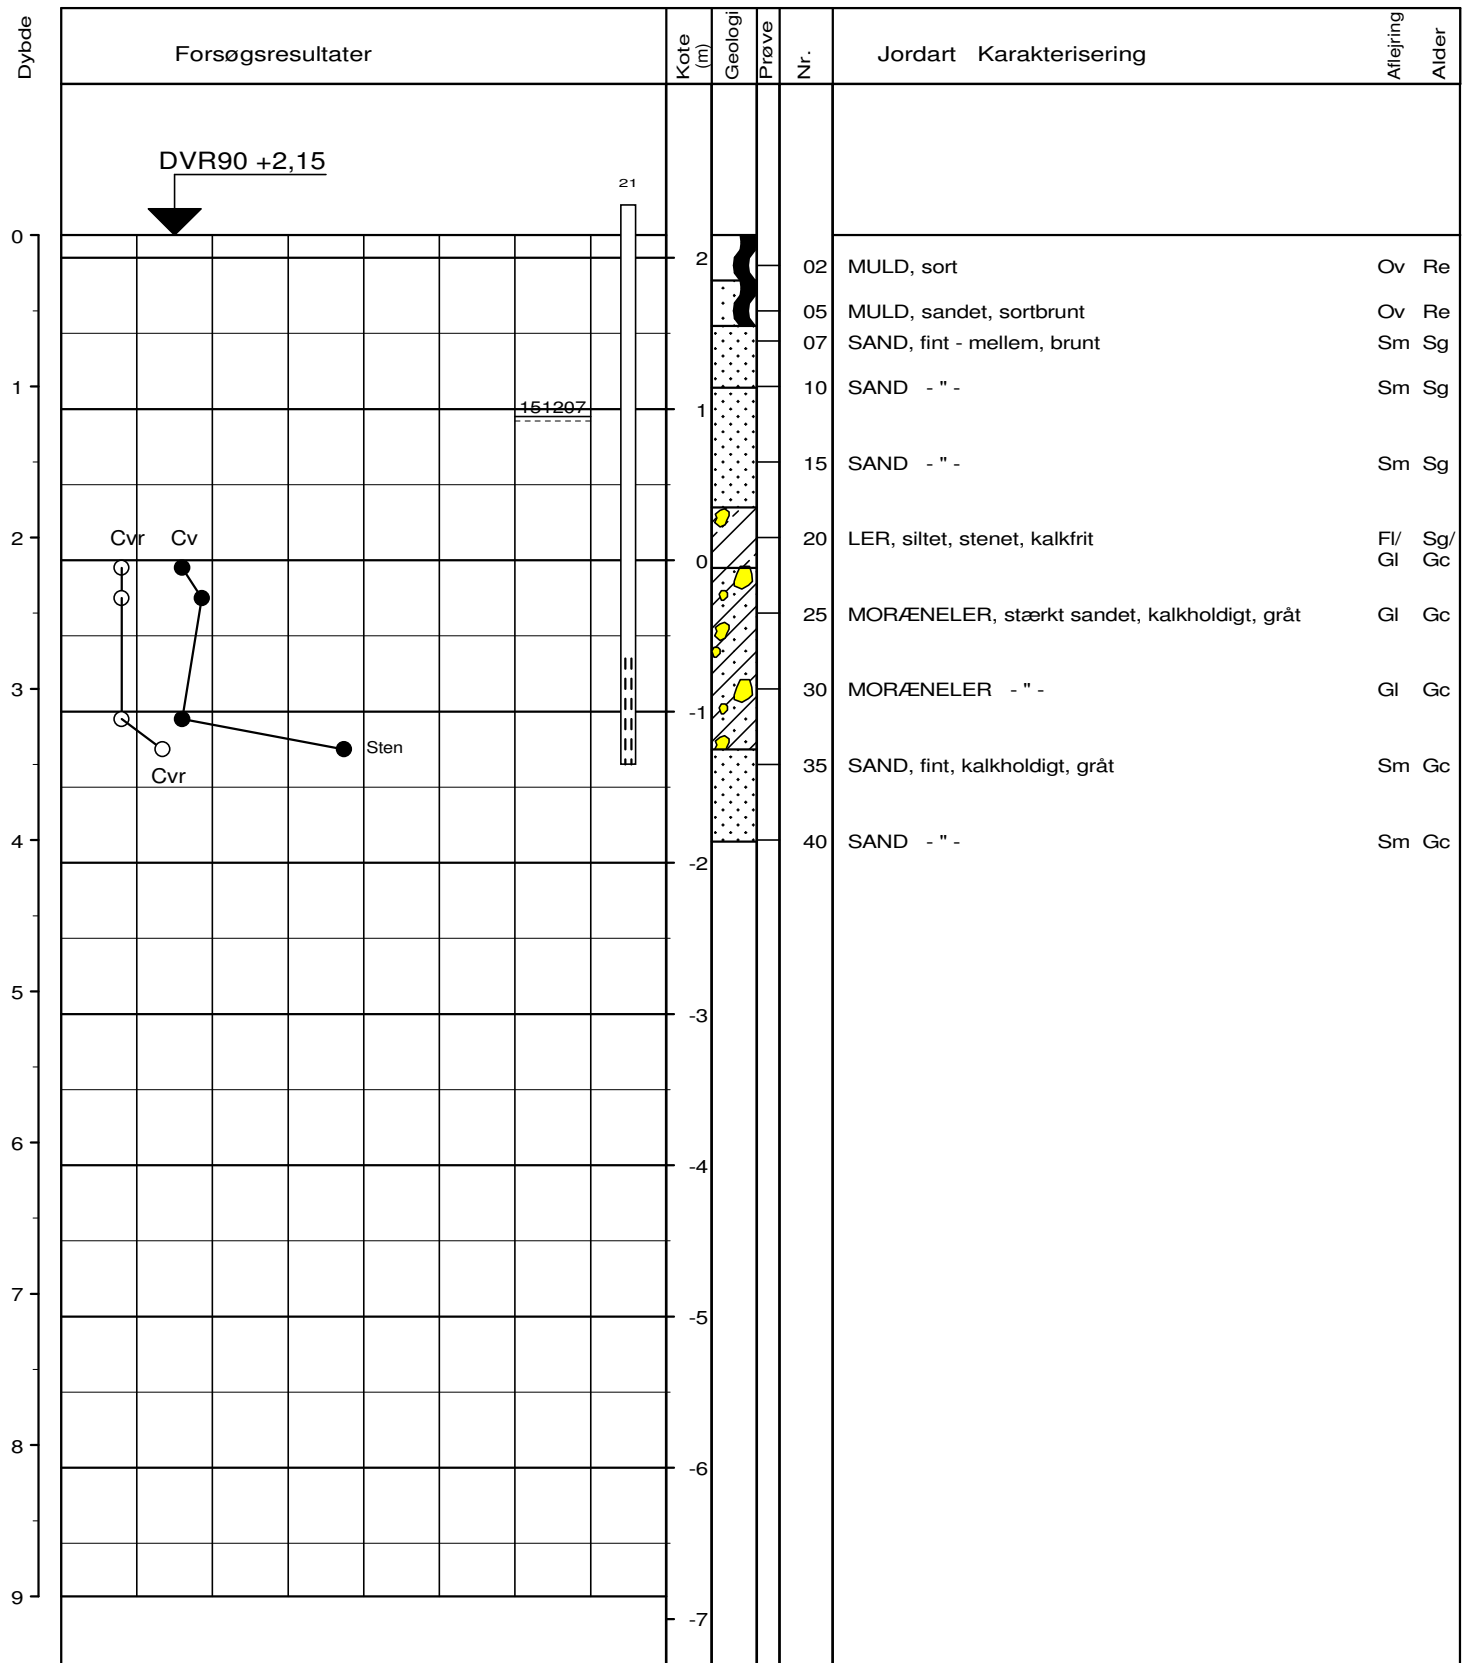 Dybde Forsøgsresultater Kote (m) Geologi Prøve Nr. Jordart Karakterisering Aflejring Alder
DVR90 +2,15
21
0
2 02 MULD, sort Ov Re
05 MULD, sandet, sortbrunt Ov Re
07 SAND, fint - mellem, brunt Sm Sg
1 10 SAND - " - Sm Sg
151207 1
15 SAND - " - Sm Sg
2 Cvr Cv 20 LER, siltet, stenet, kalkfrit Fl/ Sg/
0 Gl Gc
25 MORÆNELER, stærkt sandet, kalkholdigt, gråt Gl Gc
3 30 MORÆNELER - " - Gl Gc
-1
Sten
Cvr 35 SAND, fint, kalkholdigt, gråt Sm Gc
4 40 SAND - " - Sm Gc
-2
5
-3
6
-4
7
-5
8
-6
9
-7